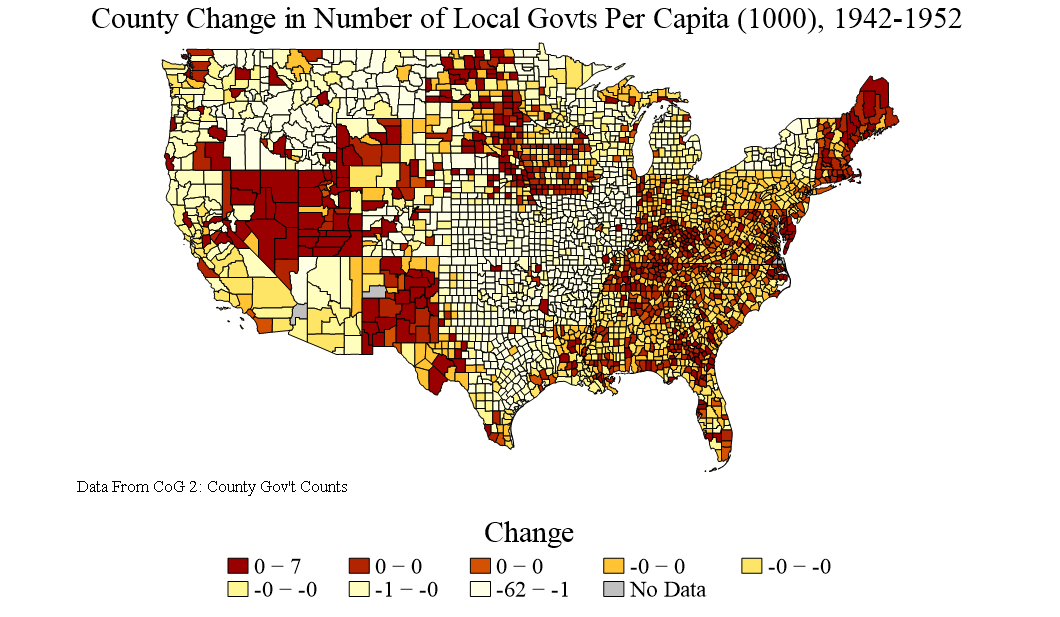 County Change in Number of Local Govts Per Capita (1000), 1942-1952
Data From CoG 2: County Gov't Counts
Change
0 − 7 0 − 0 0 − 0 -0 − 0 -0 − -0
-0 − -0 -1 − -0 -62 − -1 No Data